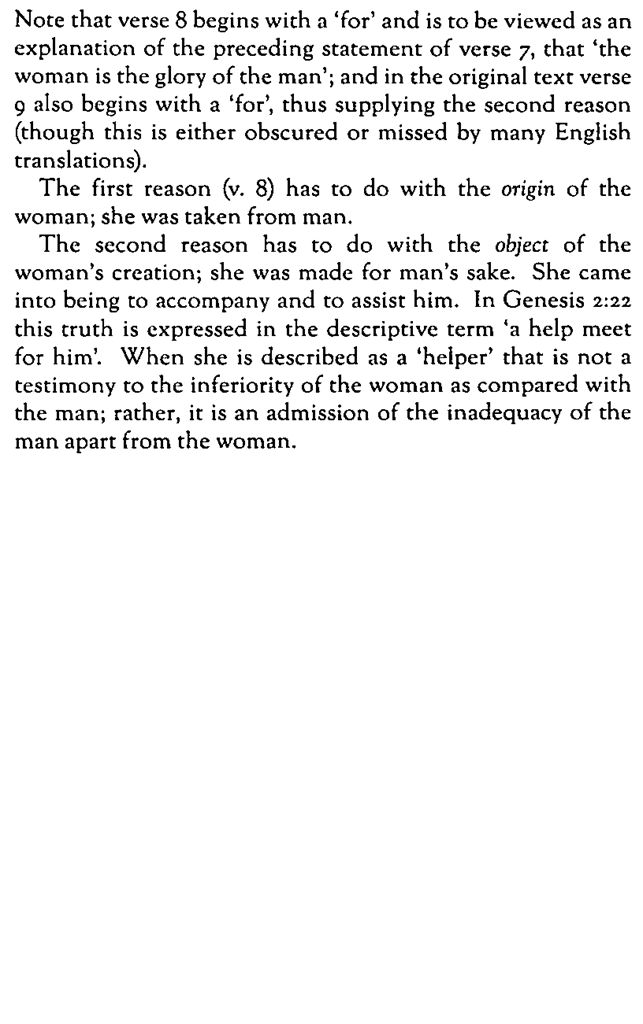 Note that verse 8 begins with a ‘for’ and is to be viewed as an
explanation of the preceding statement of verse 7, that ‘the
woman is the glory of the man’; and in the original text verse
9 also begins with a ‘for’, thus supplying the second reason
(though this is either obscured or missed by many English
translations).
The first reason (v. 8) has to do with the origin of the
woman; she was taken from man.
The second reason has to do with the object of the
woman’s creation; she was made for man’s sake. She came
into being to accompany and to assist him. In Genesis 2:22
this truth is expressed in the descriptive term ‘a help meet
for him’. When she is described as a ‘helper’ that is not a
testimony to the inferiority of the woman as compared with
the man; rather, it is an admission of the inadequacy of the
man apart from the woman.